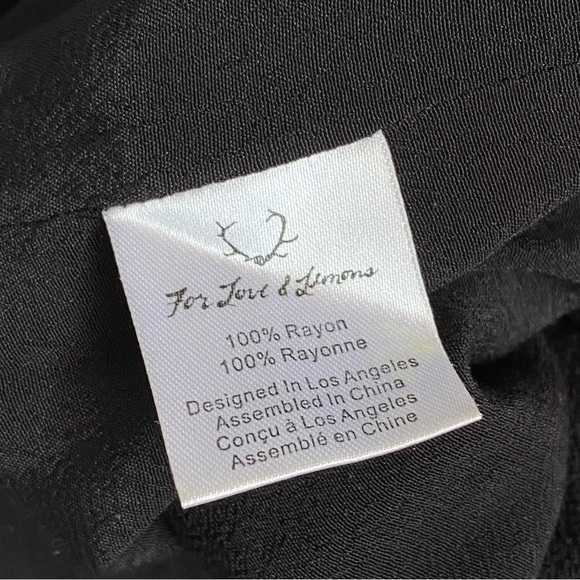 For Love & Lemons
100% Rayon
100% Rayonne
Designed In Los Angeles
Assembled In China
Conçu à Los Angeles
Assemblé en Chine